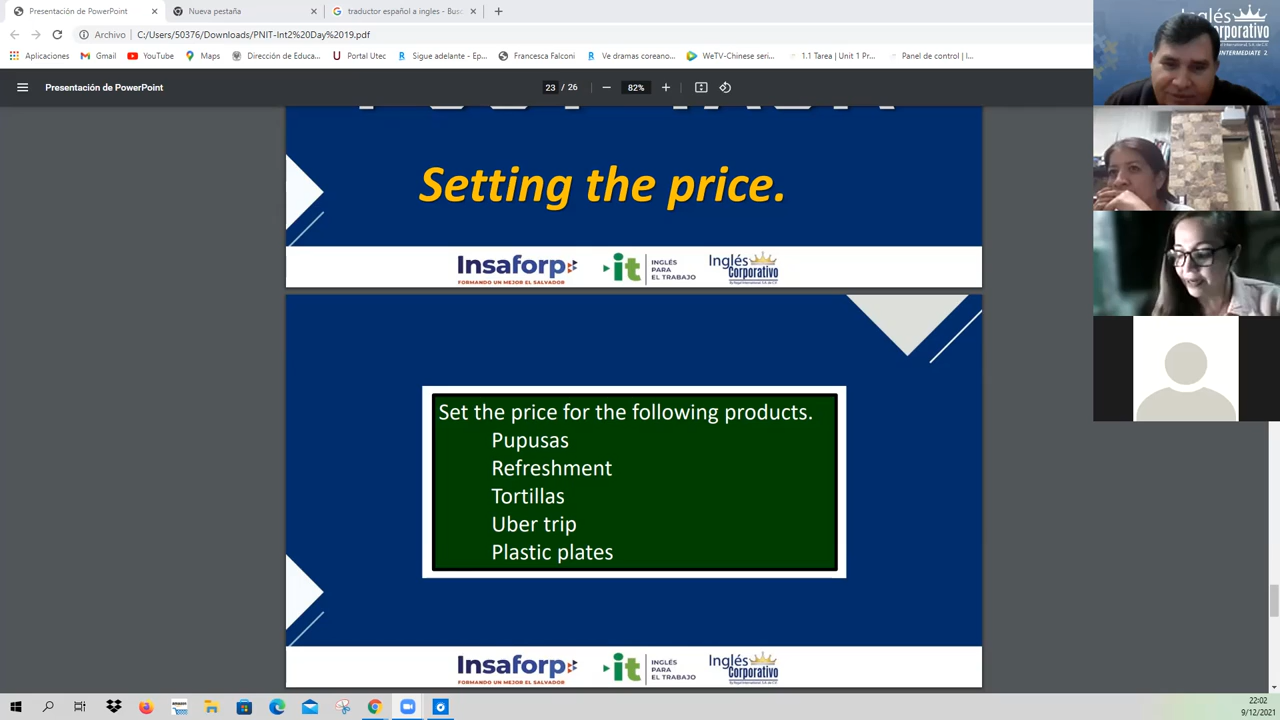 Presentación de PowerPoint
Nueva pestaña
traductor español a ingles - Bus
Archivo
C:/Users/50376/Downloads/PNIT-Int2%20Day%2019.pdf
Aplicaciones
Gmail
YouTube
Maps
Dirección de Educa...
Portal Utec
Sigue adelante - Ep...
Francesca Falconi
Ve dramas coreano...
WeTV-Chinese seri...
1.1 Tarea | Unit 1 Pr...
Panel de control | I...
Presentación de PowerPoint
23 / 26
82%
Setting the price.
Insaforp
FORMANDO UN MEJOR EL SALVADOR
it
INGLÉS
PARA
EL TRABAJO
Inglés
Corporativo
Set the price for the following products.
Pupusas
Refreshment
Tortillas
Uber trip
Plastic plates
Insaforp
FORMANDO UN MEJOR EL SALVADOR
it
INGLÉS
PARA
EL TRABAJO
Inglés
Corporativo
Inglés
orporativo
INTERMEDIATE 2
22:02
9/12/2021